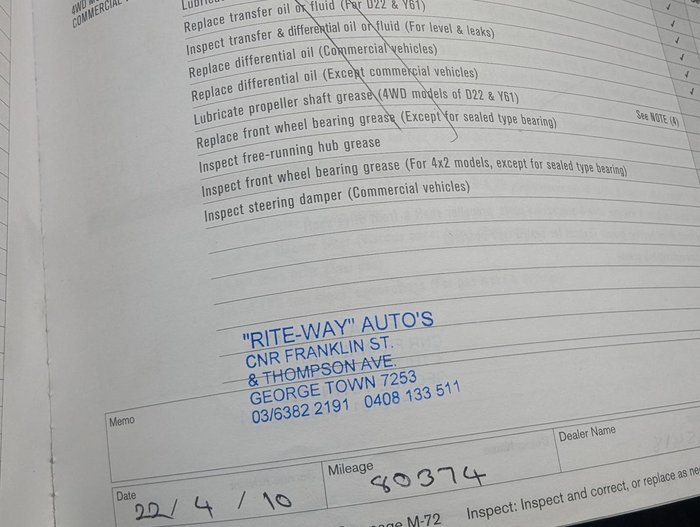 4WD
COMMERCIAL
Replace transfer oil or fluid (For D22 & Y61)
Inspect transfer & differential oil or fluid (For level & leaks)
Replace differential oil (Commercial vehicles)
Replace differential oil (Except commercial vehicles)
Lubricate propeller shaft grease (4WD models of D22 & Y61)
Replace front wheel bearing grease (Except for sealed type bearing) See NOTE (4)
Inspect free-running hub grease
Inspect front wheel bearing grease (For 4x2 models, except for sealed type bearing)
Inspect steering damper (Commercial vehicles)
"RITE-WAY" AUTO'S
CNR FRANKLIN ST.
& THOMPSON AVE.
GEORGE TOWN 7253
03/6382 2191 0408 133 511
Memo
Date 22/4/10 Mileage 80374 Dealer Name
M-72 Inspect: Inspect and correct, or replace as